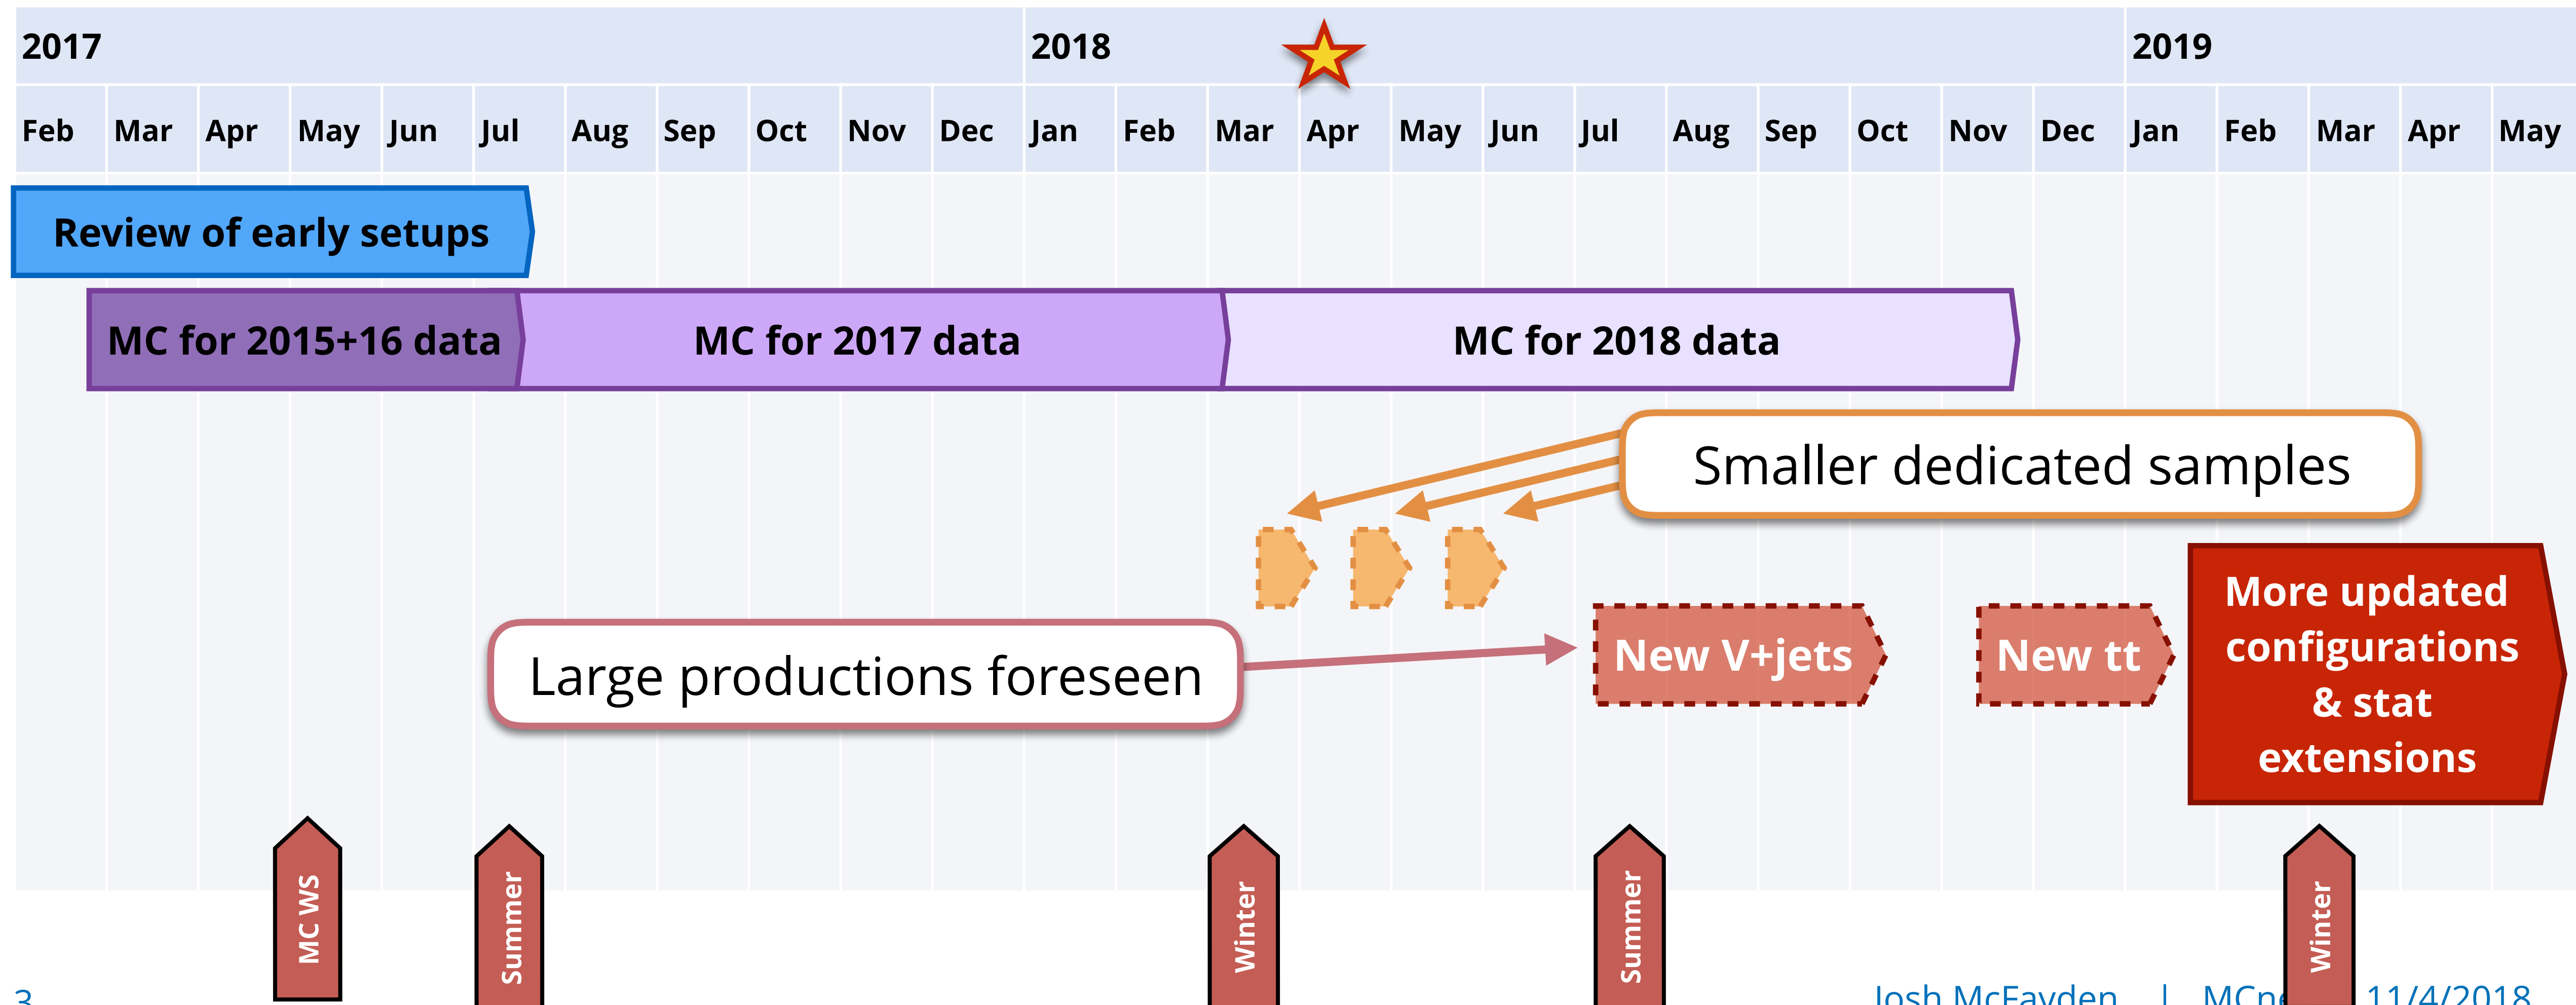 2017 2018 2019
Feb Mar Apr May Jun Jul Aug Sep Oct Nov Dec Jan Feb Mar Apr May Jun Jul Aug Sep Oct Nov Dec Jan Feb Mar Apr May
Review of early setups
MC for 2015+16 data MC for 2017 data MC for 2018 data
Smaller dedicated samples
Large productions foreseen
New V+jets
New tt
More updated
configurations
& stat
extensions
MC WS
Summer
Winter
Summer
Winter
3
Josh McFayden | 11/4/2018